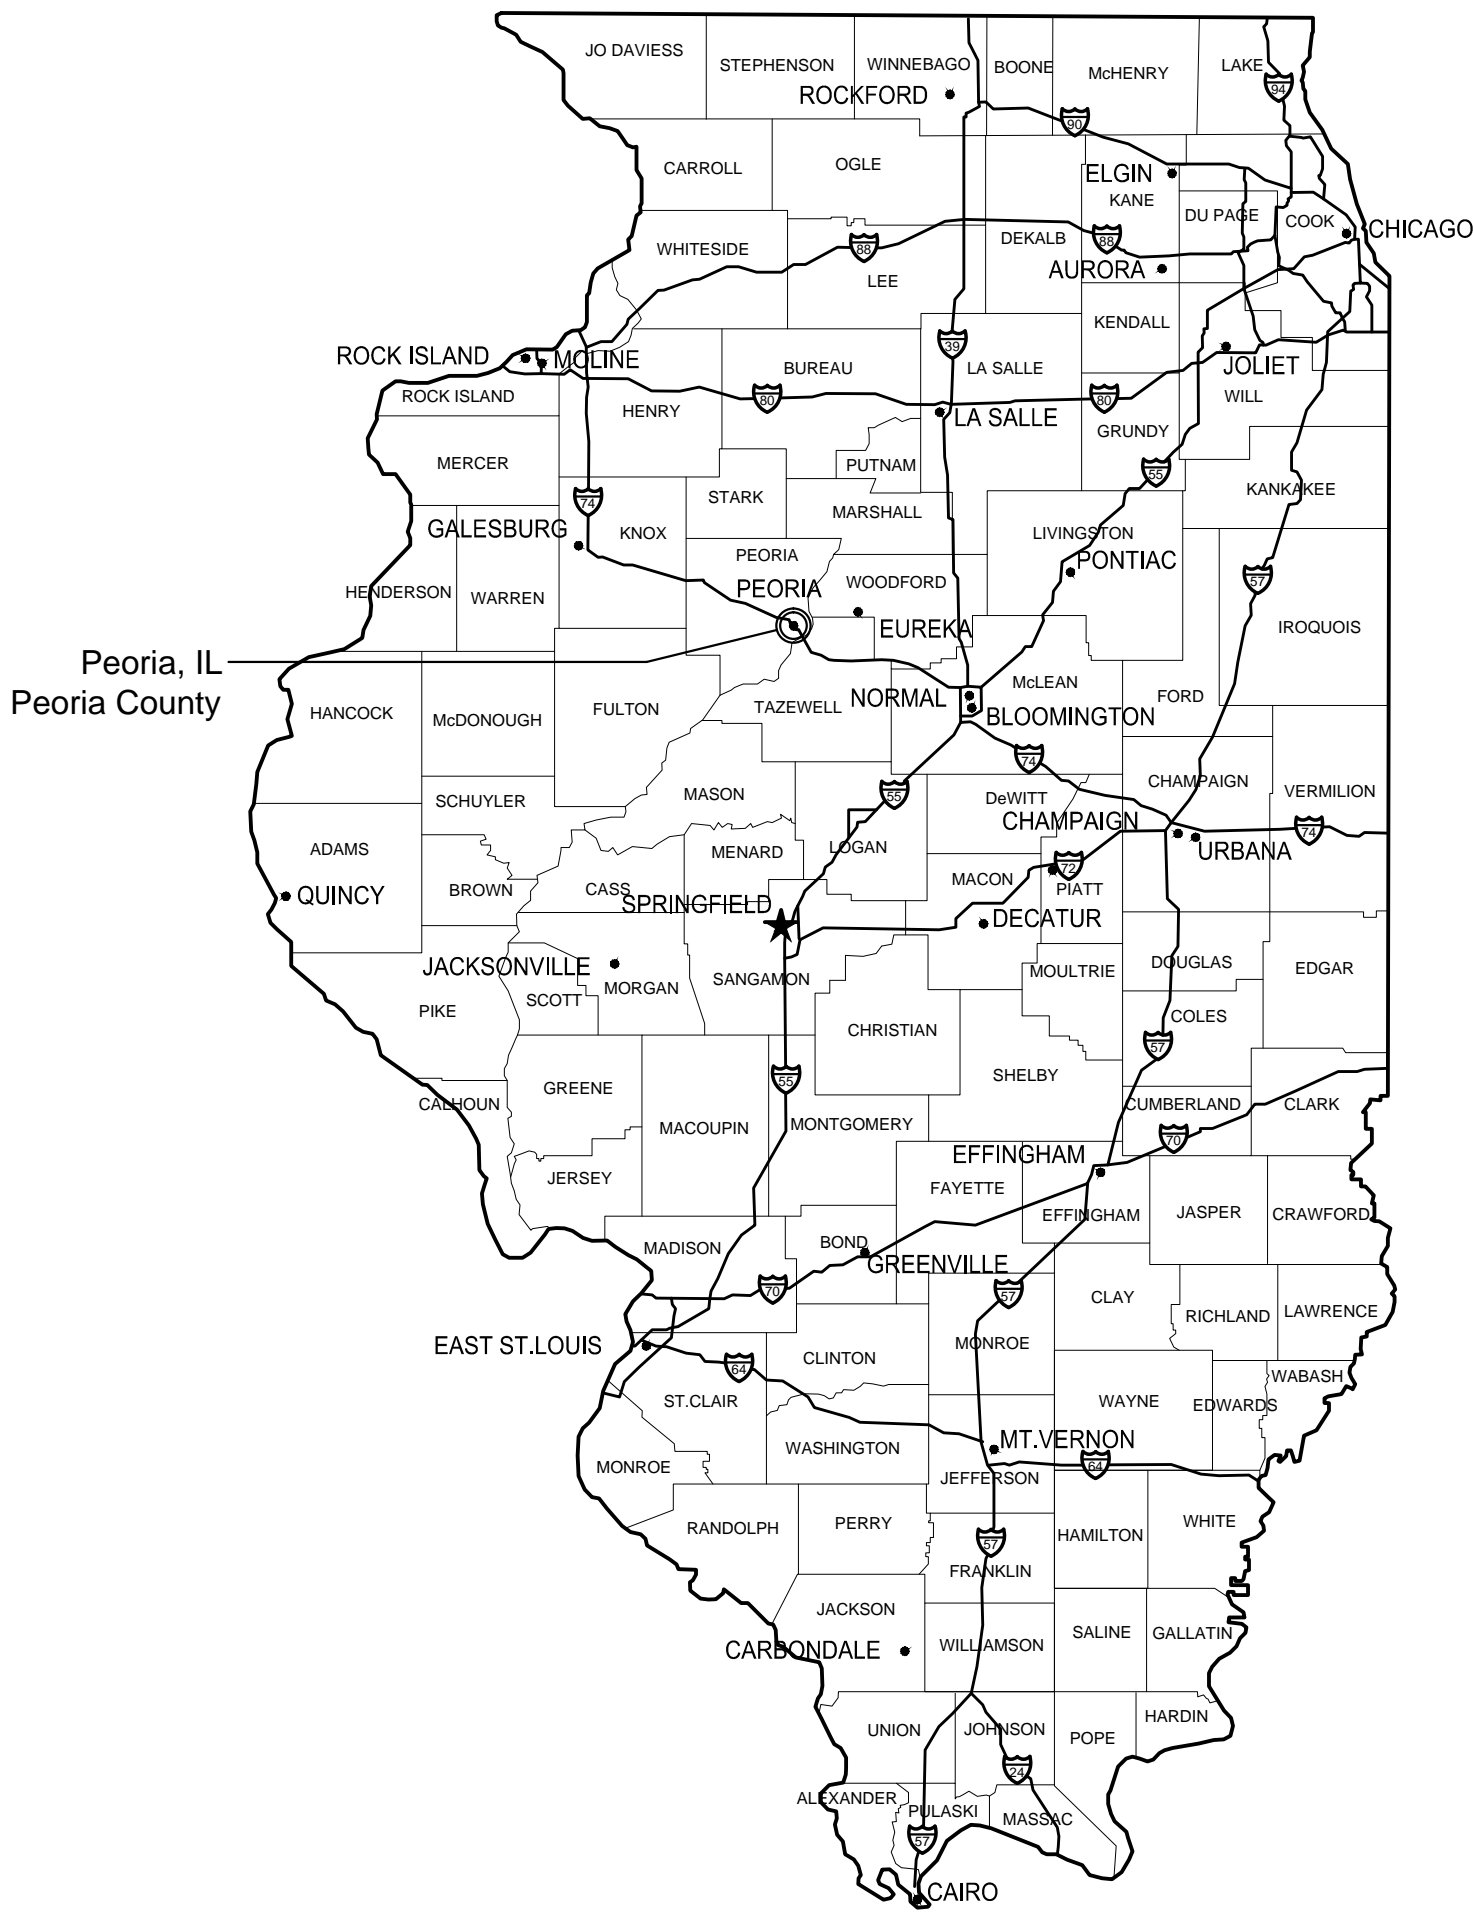 JO DAVIESS
STEPHENSON
WINNEBAGO
BOONE
McHENRY
LAKE
ROCKFORD
94
90
CARROLL
OGLE
ELGIN
KANE
DU PAGE
COOK
CHICAGO
WHITESIDE
88
DEKALB
88
LEE
AURORA
KENDALL
ROCK ISLAND
MOLINE
39
BUREAU
LA SALLE
JOLIET
ROCK ISLAND
HENRY
80
80
WILL
LA SALLE
GRUNDY
MERCER
PUTNAM
55
STARK
KANKAKEE
74
MARSHALL
GALESBURG
KNOX
LIVINGSTON
PEORIA
PONTIAC
57
PEORIA
WOODFORD
HENDERSON
WARREN
EUREKA
IROQUOIS
Peoria, IL
Peoria County
NORMAL
McLEAN
FORD
HANCOCK
McDONOUGH
FULTON
TAZEWELL
BLOOMINGTON
74
CHAMPAIGN
VERMILION
SCHUYLER
MASON
55
DeWITT
CHAMPAIGN
74
ADAMS
MENARD
LOGAN
URBANA
72
BROWN
CASS
MACON
PIATT
QUINCY
SPRINGFIELD
DECATUR
JACKSONVILLE
DOUGLAS
EDGAR
MOULTRIE
SANGAMON
MORGAN
SCOTT
PIKE
COLES
CHRISTIAN
57
SHELBY
55
GREENE
CALHOUN
CUMBERLAND
CLARK
MACOUPIN
MONTGOMERY
70
EFFINGHAM
JERSEY
FAYETTE
EFFINGHAM
JASPER
CRAWFORD
MADISON
BOND
GREENVILLE
70
57
CLAY
RICHLAND
LAWRENCE
EAST ST.LOUIS
MONROE
CLINTON
64
WABASH
ST.CLAIR
WAYNE
EDWARDS
MT.VERNON
WASHINGTON
MONROE
64
JEFFERSON
RANDOLPH
PERRY
WHITE
HAMILTON
57
FRANKLIN
JACKSON
SALINE
GALLATIN
CARBONDALE
WILLIAMSON
HARDIN
UNION
JOHNSON
POPE
24
ALEXANDER
PULASKI
MASSAC
57
CAIRO